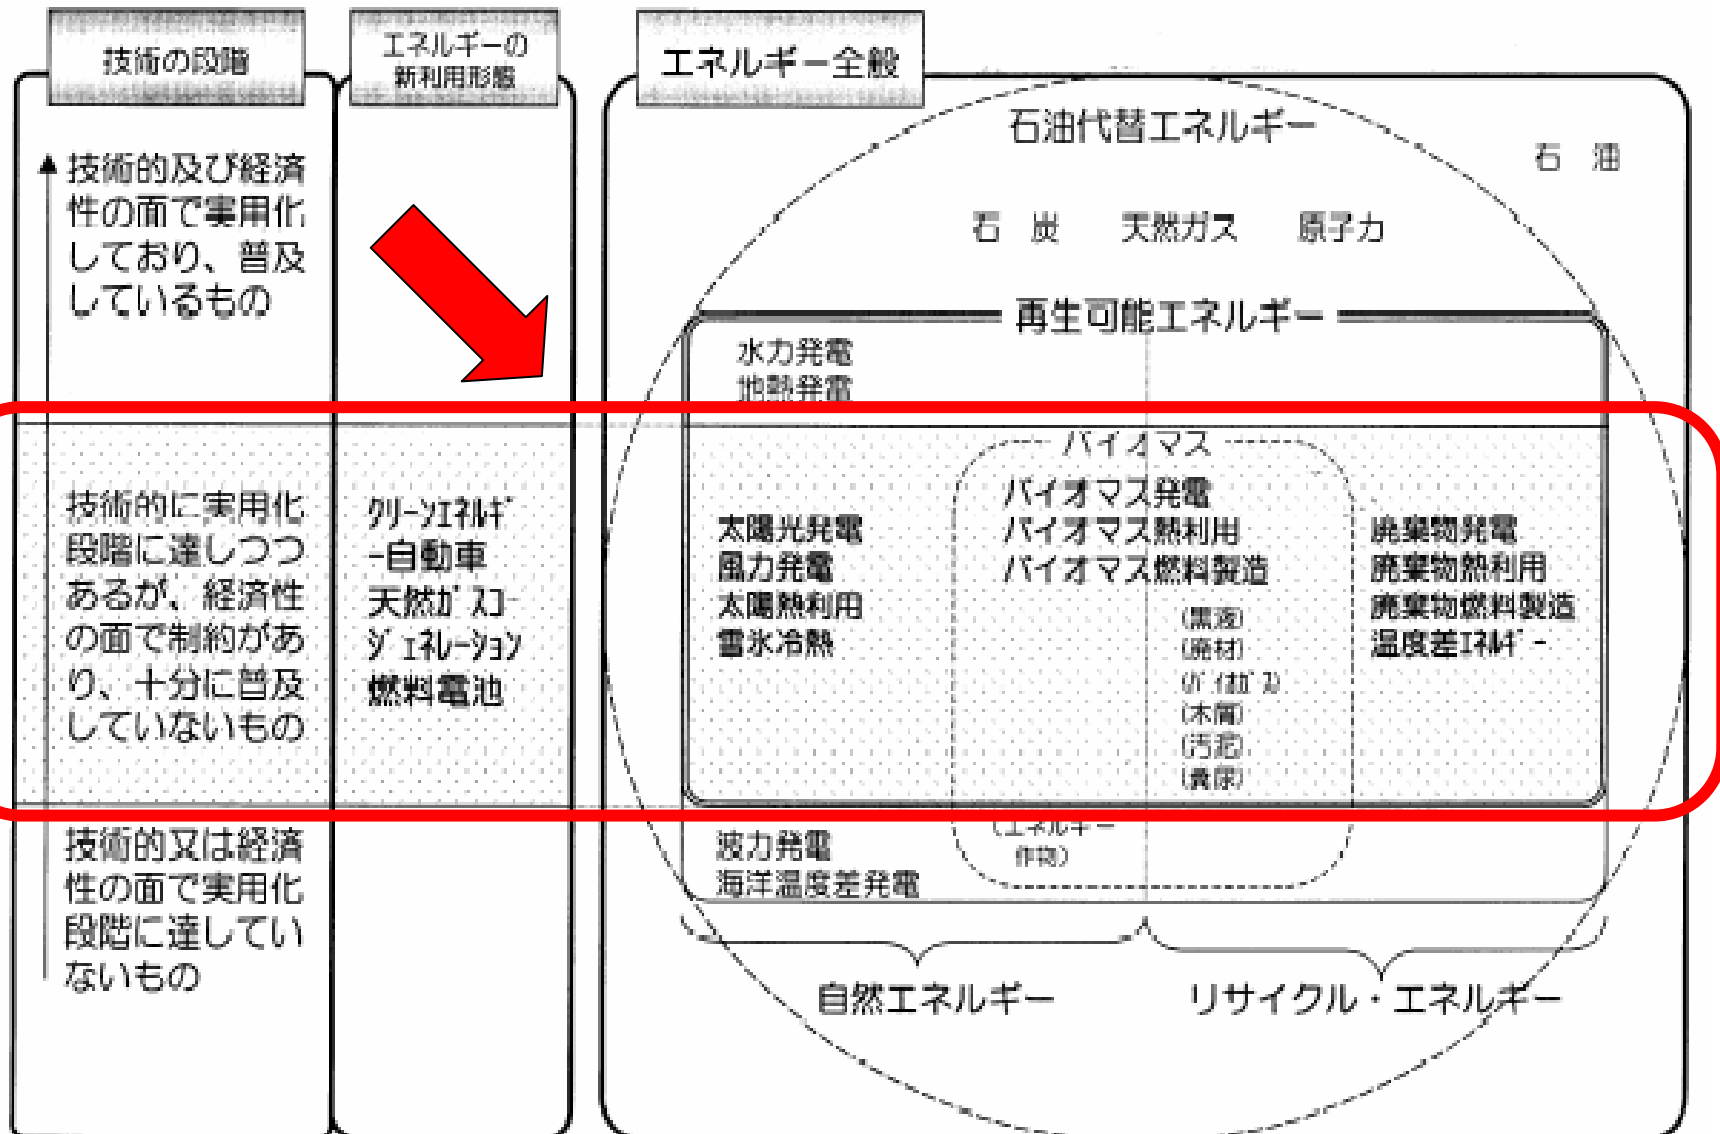 技術の段階
エネルギーの
新利用形態
エネルギー全般
技術的及び経済
性の面で実用化
しており、普及
しているもの
石油代替エネルギー
石 油
石 炭 天然ガス 原子力
再生可能エネルギー
水力発電
地熱発電
技術的に実用化
段階に達しつつ
あるが、経済性
の面で制約があ
り、十分に普及
していないもの
クリーンエネルギ
-自動車
天然ガスコー
ジェネレーション
燃料電池
太陽光発電
風力発電
太陽熱利用
雪氷冷熱
バイオマス
バイオマス発電
バイオマス熱利用
バイオマス燃料製造
(黒液)
(廃材)
(バイオガス)
(木屑)
(汚泥)
(糞尿)
廃棄物発電
廃棄物熱利用
廃棄物燃料製造
温度差エネルギー
技術的又は経済
性の面で実用化
段階に達してい
ないもの
波力発電
海洋温度差発電
(エネルギー
作物)
自然エネルギー
リサイクル・エネルギー